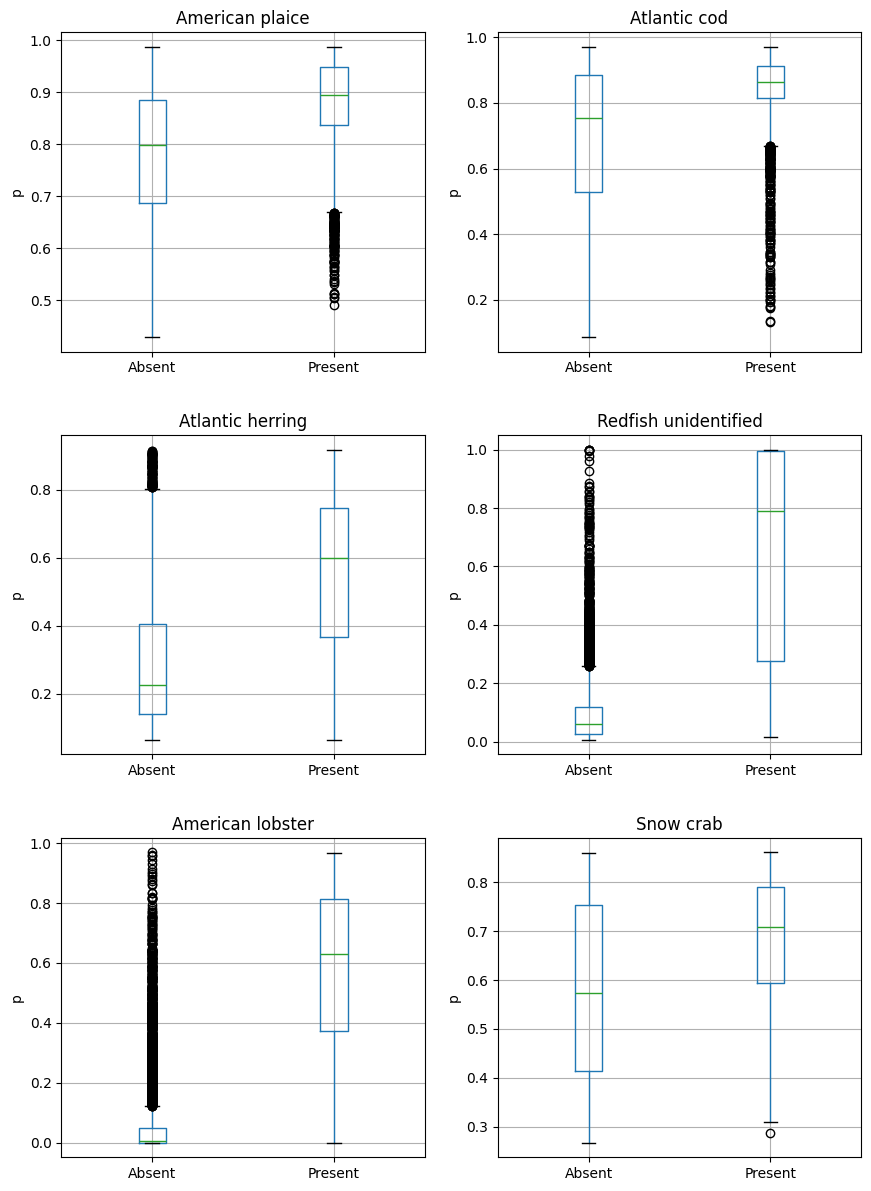 American plaice
1.0
0.9
0.8
0.7
0.6
0.5
p
Absent Present
Atlantic cod
1.0
0.8
0.6
0.4
0.2
p
Absent Present
Atlantic herring
0.8
0.6
0.4
0.2
p
Absent Present
Redfish unidentified
1.0
0.8
0.6
0.4
0.2
0.0
p
Absent Present
American lobster
1.0
0.8
0.6
0.4
0.2
0.0
p
Absent Present
Snow crab
0.8
0.7
0.6
0.5
0.4
0.3
p
Absent Present